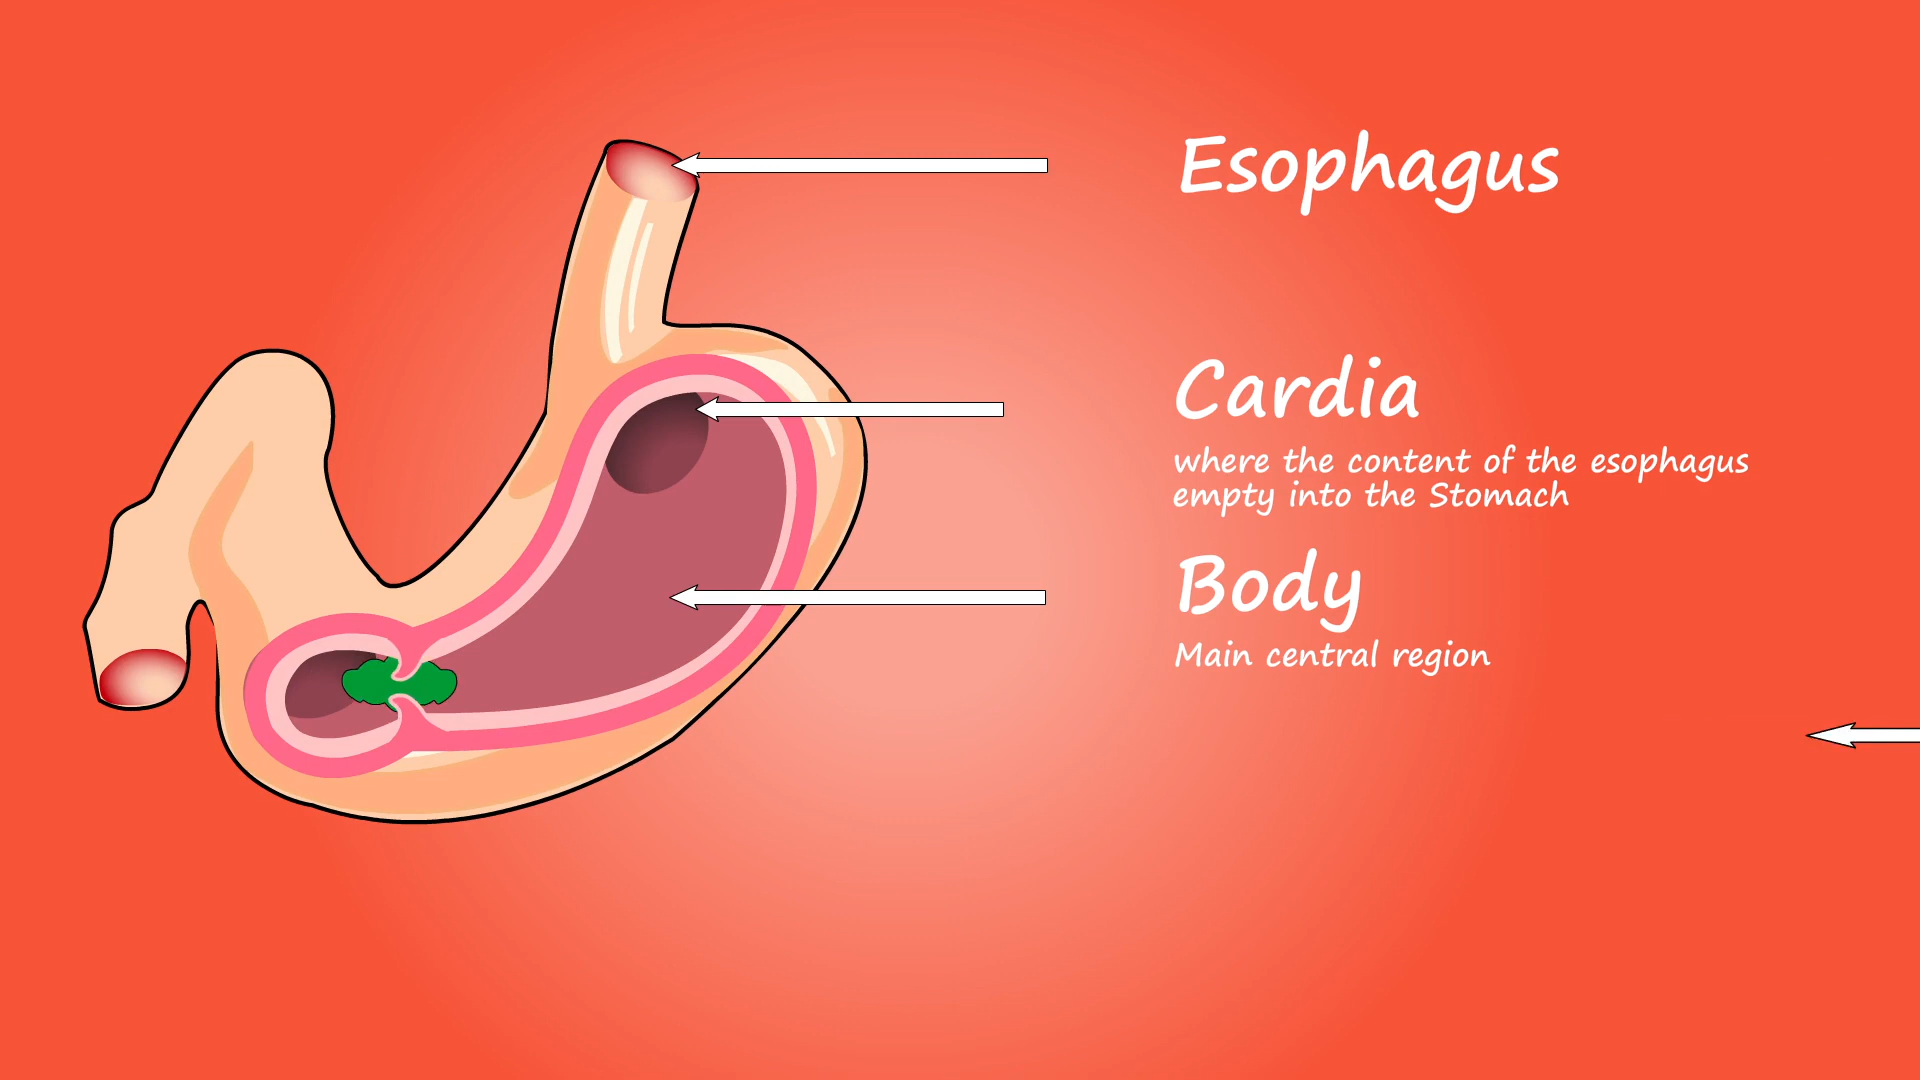 Esophagus
Cardia
where the content of the esophagus
empty into the Stomach
Body
Main central region